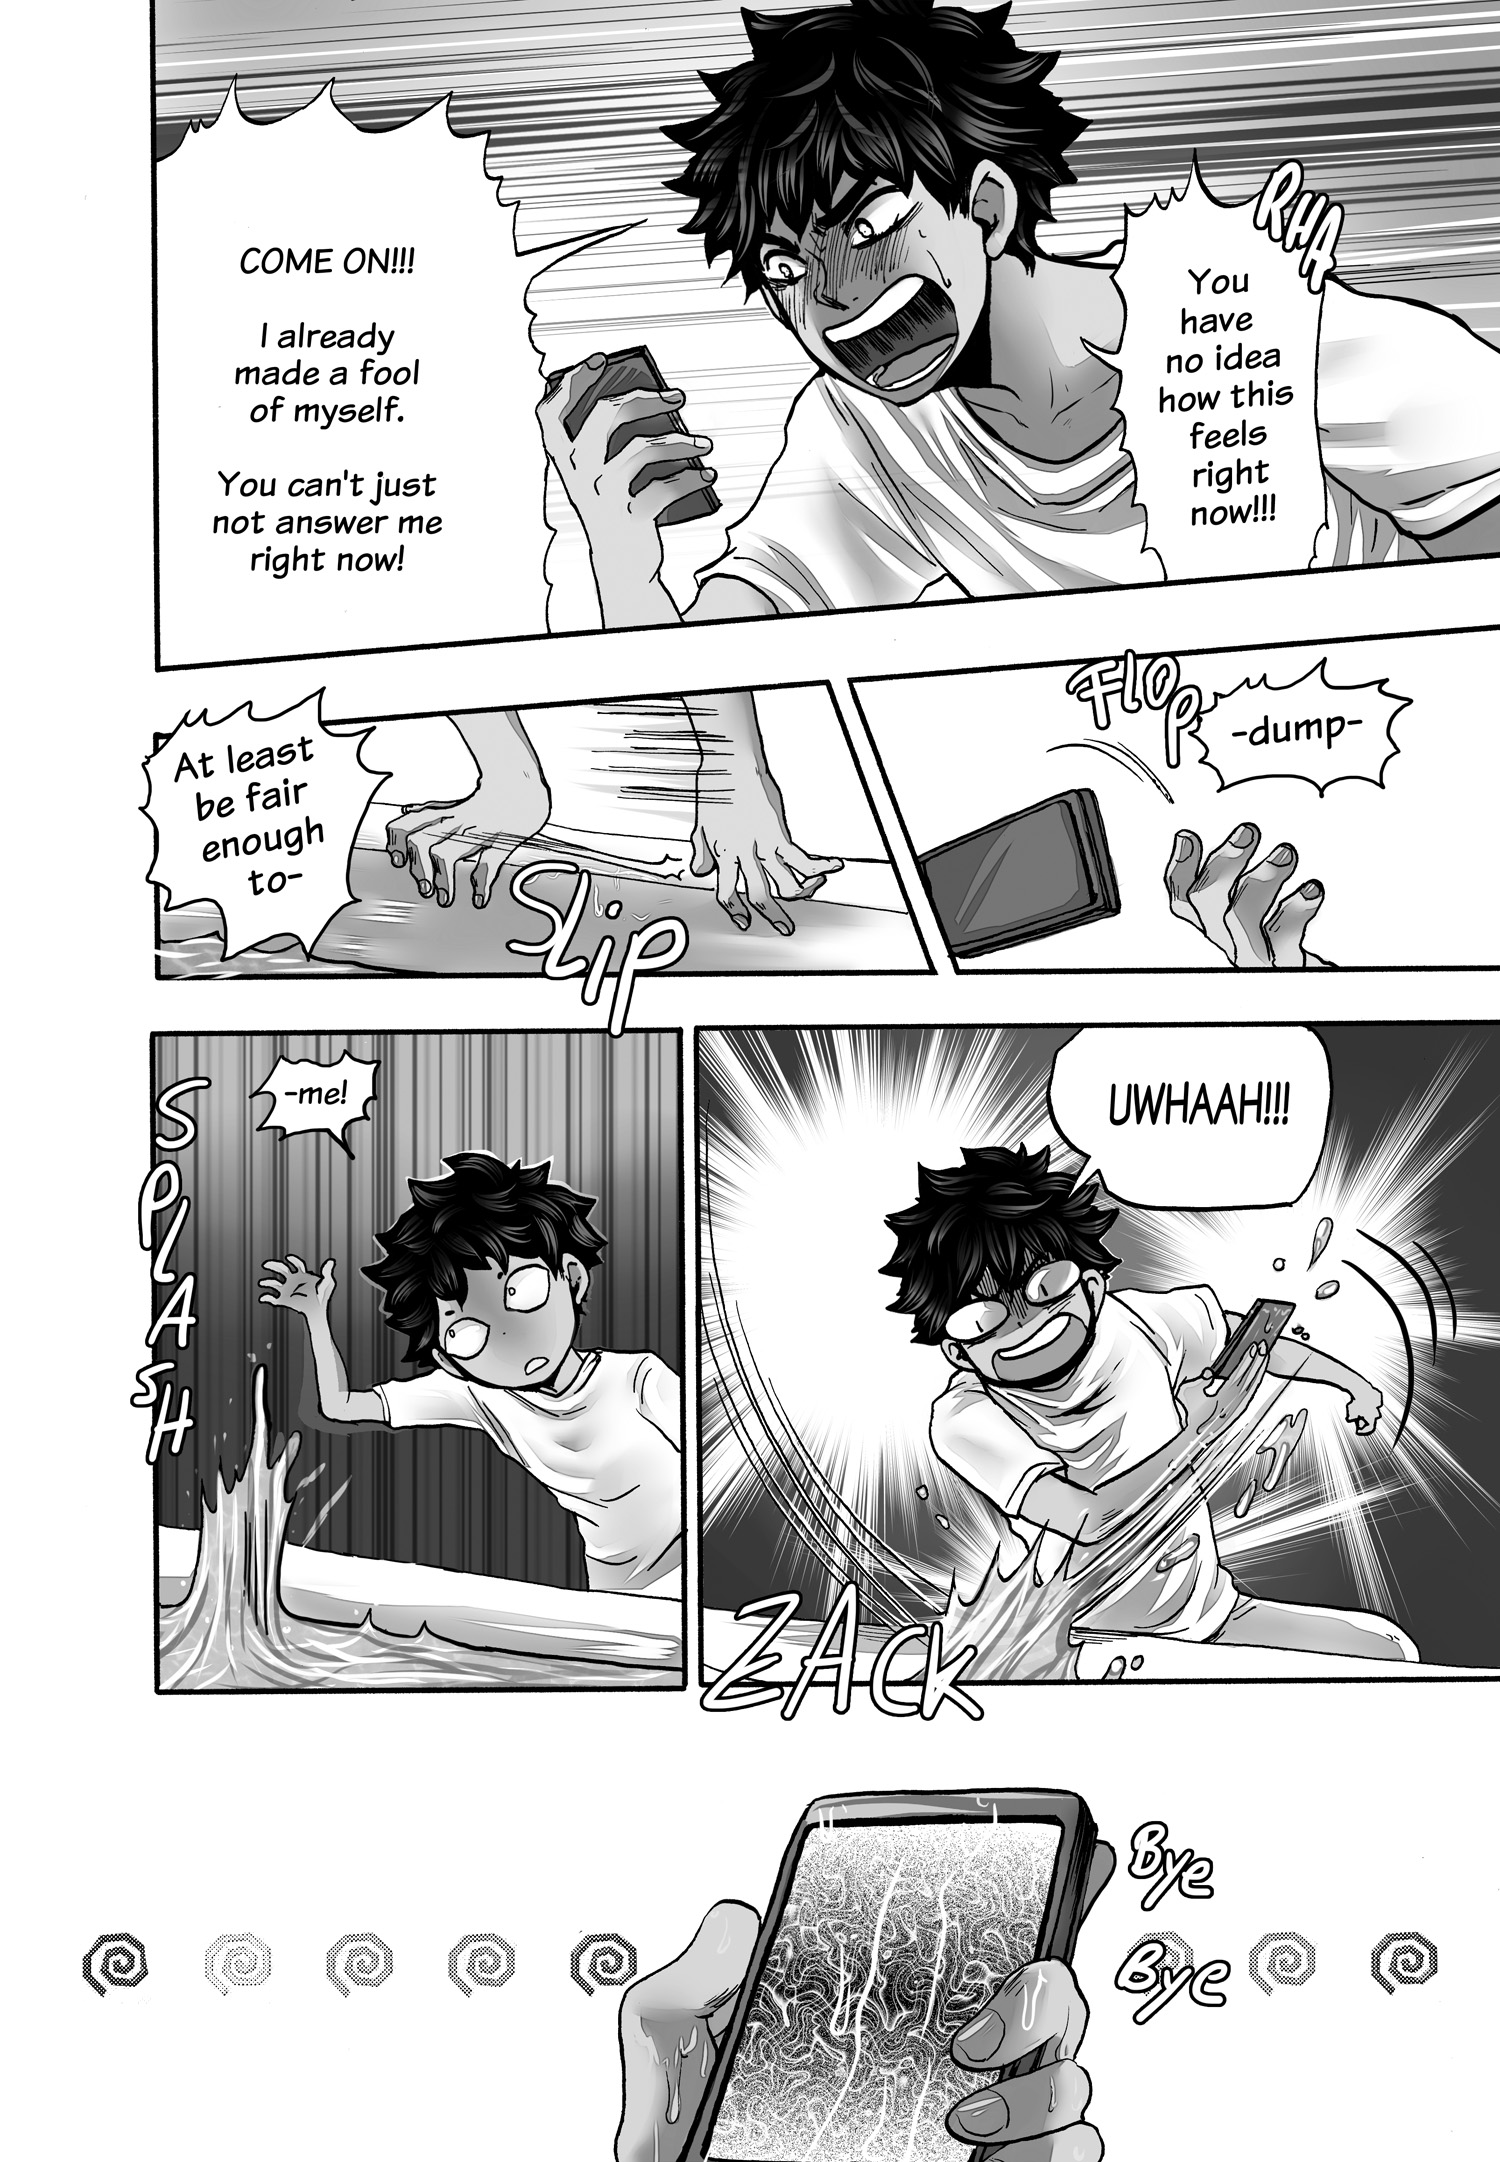 COME ON!!!
I already
made a fool
of myself.
You can't just
not answer me
right now!
RHA
You
have
no idea
how this
feels
right
now!!!
At least
be fair
enough
to-
Slip
FLOP
-dump-
SPLASH
-me!
UWHAAH!!!
ZACK
Bye
Bye